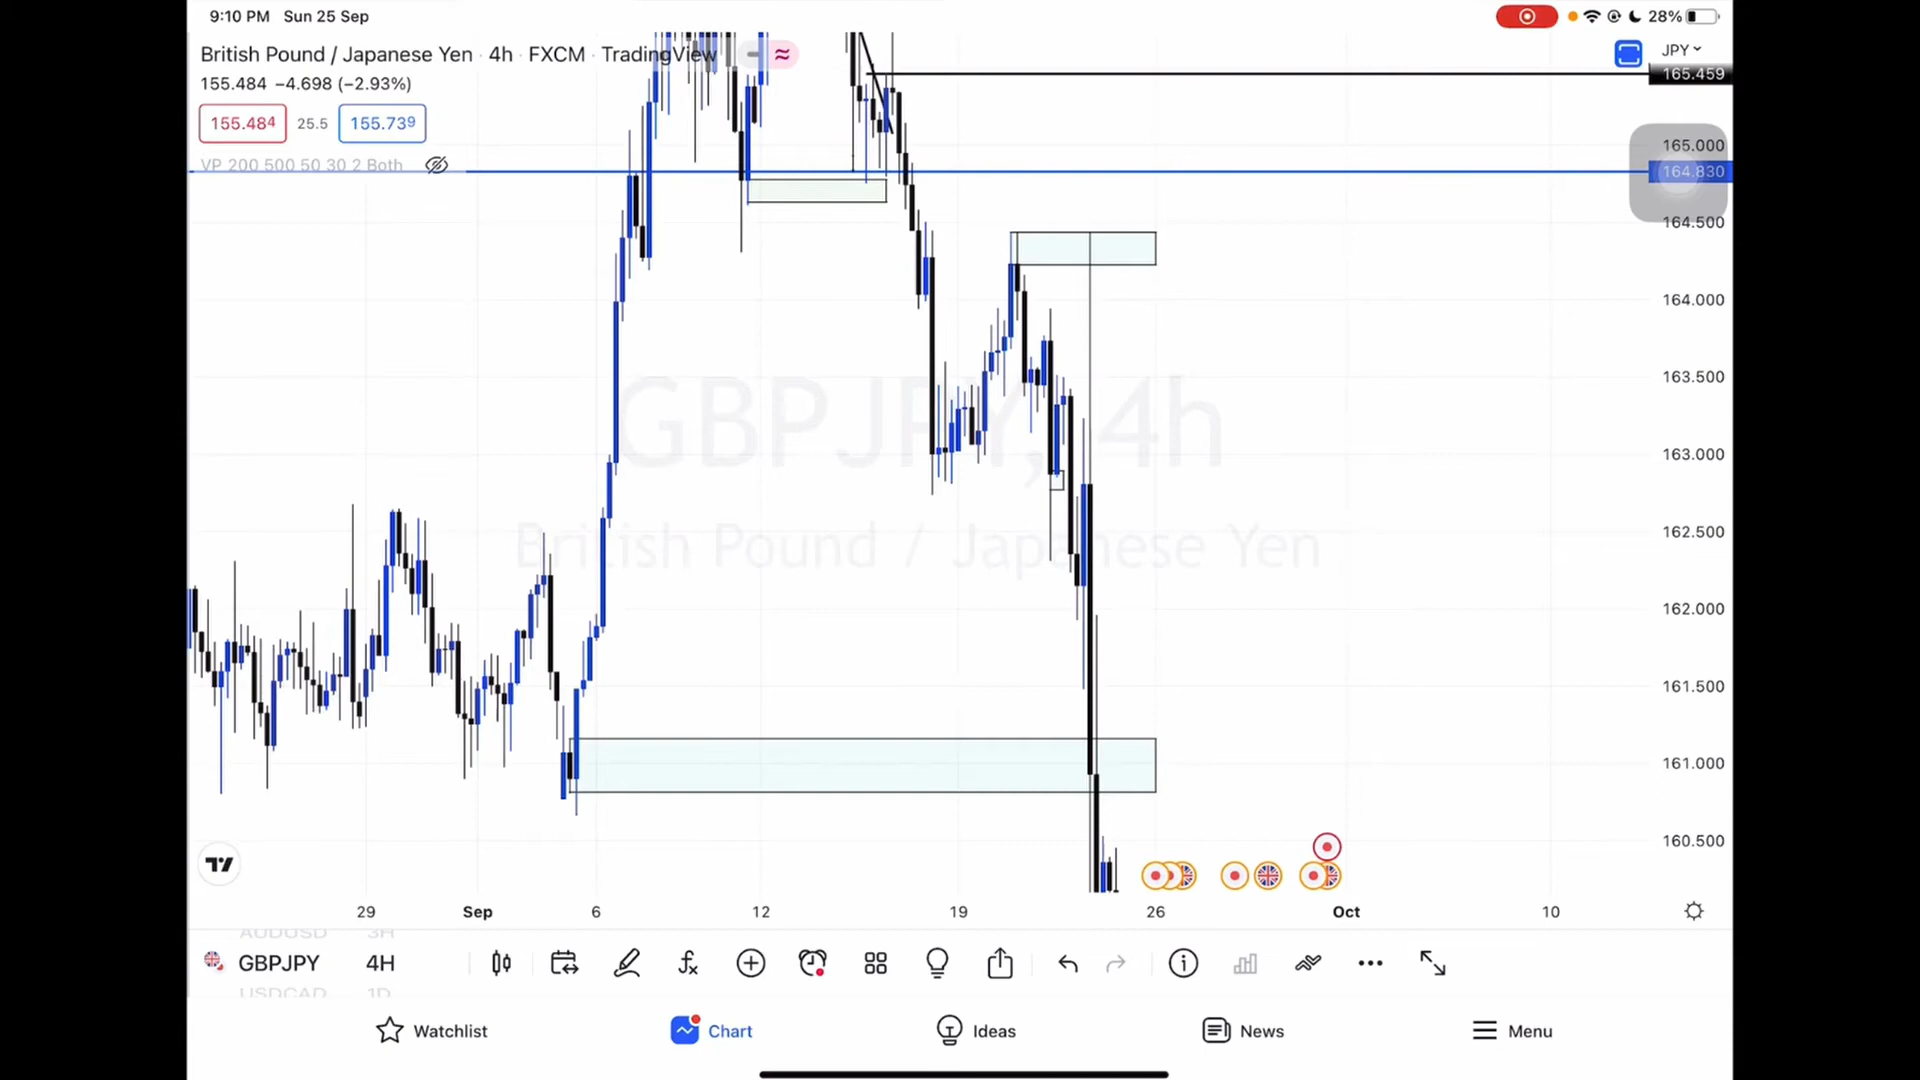 9:10 PM Sun 25 Sep
28%
British Pound / Japanese Yen · 4h · FXCM · TradingView
JPY
155.484 −4.698 (−2.93%)
165.459
155.484 25.5 155.739
165.000
VP 200 500 50 30 2 Both
164.830
164.500
164.000
163.500
GBPJPY, 4h
163.000
162.500
British Pound / Japanese Yen
162.000
161.500
161.000
160.500
29 Sep 6 12 19 26 Oct 10
AUDUSD 3H
GBPJPY 4H
USDCAD 1D
Watchlist Chart Ideas News Menu